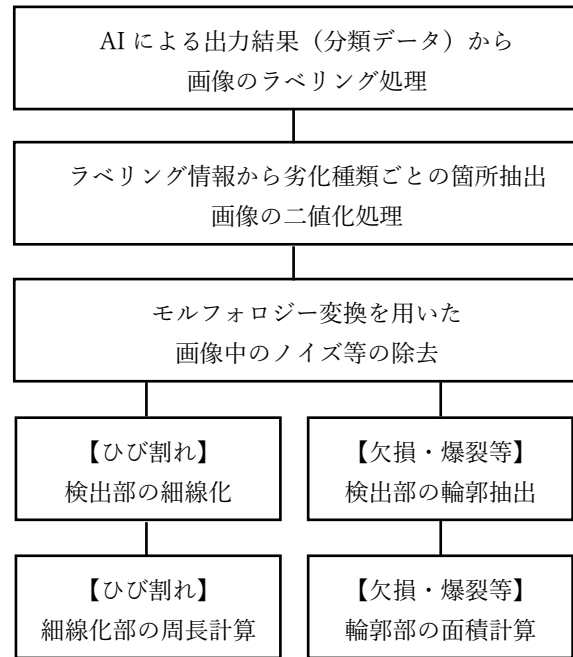 AI による出力結果（分類データ）から
画像のラベリング処理
ラベリング情報から劣化種類ごとの箇所抽出
画像の二値化処理
モルフォロジー変換を用いた
画像中のノイズ等の除去
【ひび割れ】
検出部の細線化
【欠損・爆裂等】
検出部の輪郭抽出
【ひび割れ】
細線化部の周長計算
【欠損・爆裂等】
輪郭部の面積計算